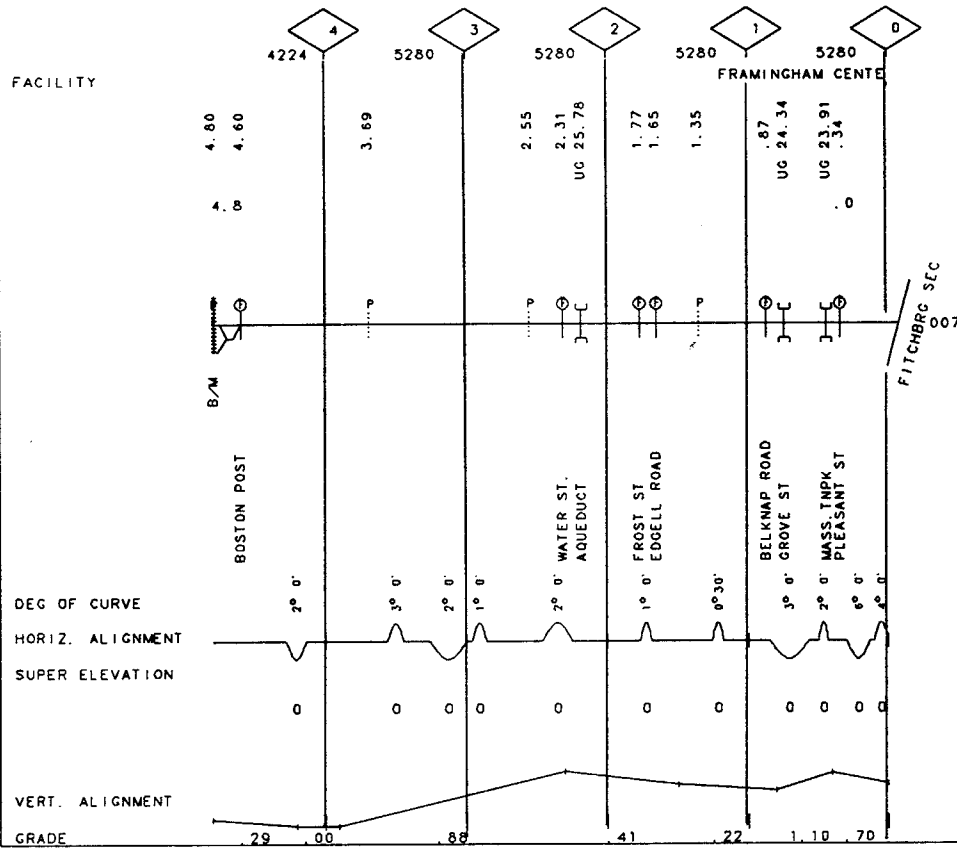 4 3 2 1 0
4224 5280 5280 5280 5280
FACILITY
FRAMINGHAM CENTE
4.80
4.60
3.69
2.55
2.31
UG 25.78
1.77
1.65
1.35
.87
UG 24.34
UG 23.91
.34
4.8
.0
F P P F F F P F F
FITCHBRG SEC
007
B/M
BOSTON POST
WATER ST.
AQUEDUCT
FROST ST
EDGELL ROAD
BELKNAP ROAD
GROVE ST
MASS. TNPK
PLEASANT ST
DEG OF CURVE
2° 0' 3° 0' 2° 0' 1° 0' 2° 0' 1° 0' 0° 30' 3° 0' 2° 0' 6° 0' 4° 0'
HORIZ. ALIGNMENT
SUPER ELEVATION
0 0 0 0 0 0 0 0 0 0 0
VERT. ALIGNMENT
GRADE .29 .00 .88 .41 .22 1.10 .70